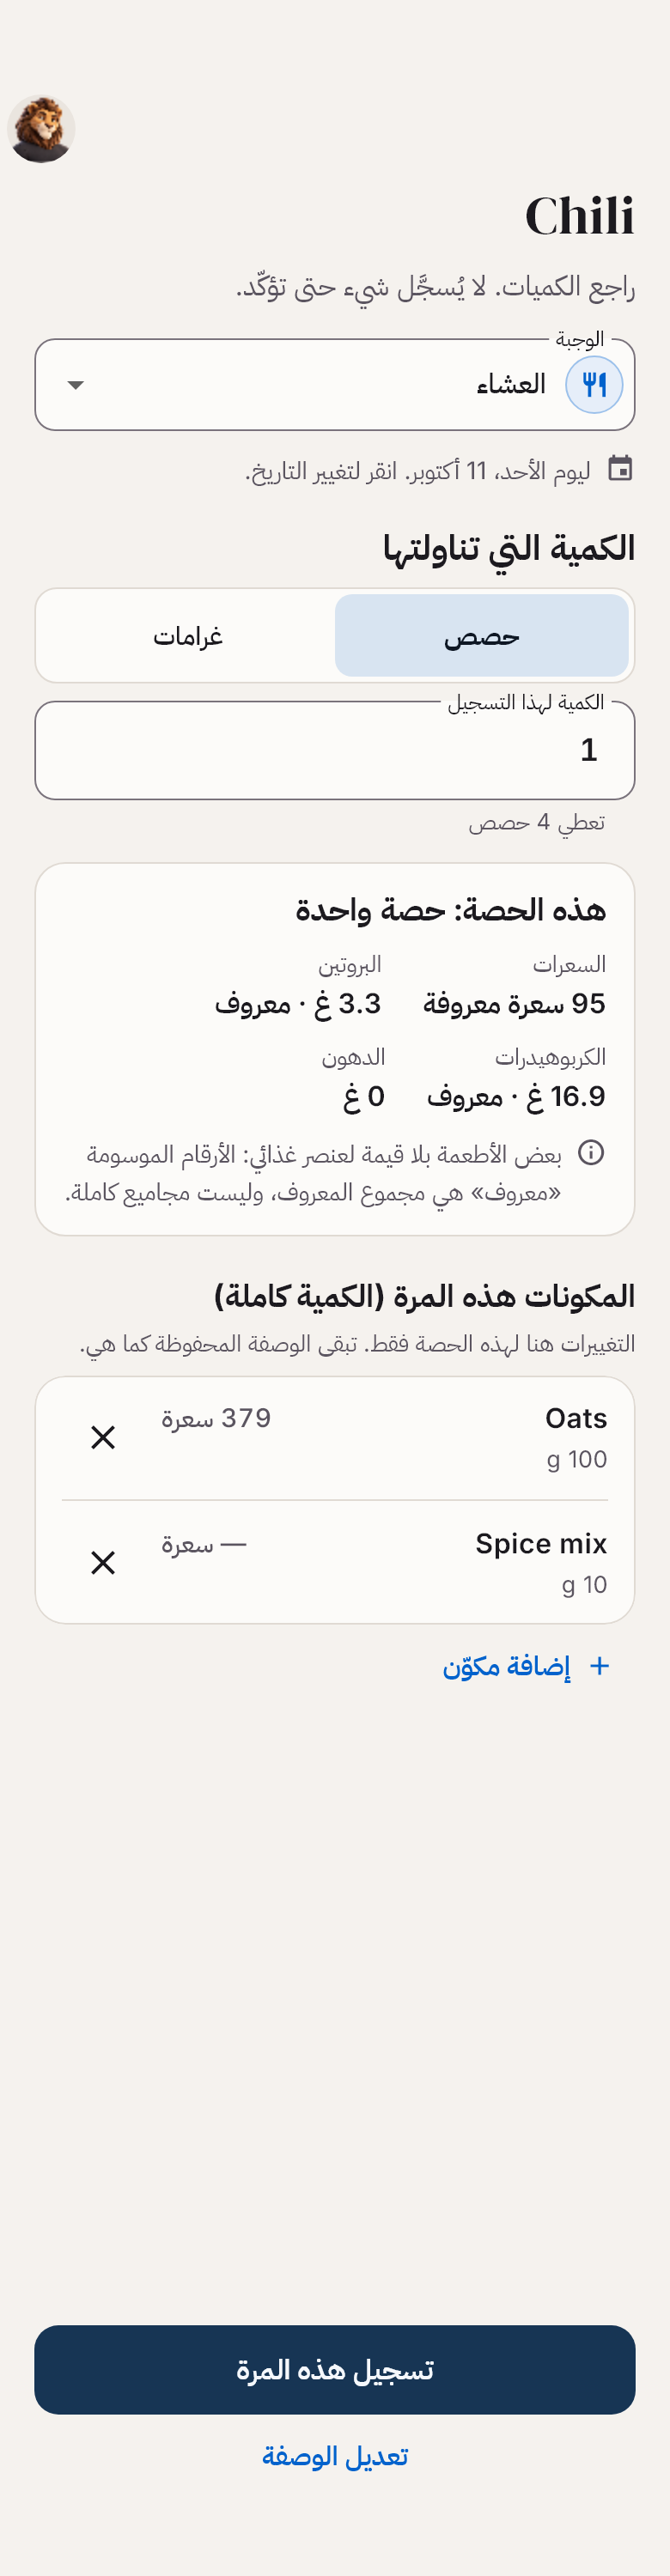 Chili
راجع الكميات. لا يُسجَّل شيء حتى تؤكّد.
الوجبة
العشاء
ليوم الأحد، 11 أكتوبر. انقر لتغيير التاريخ.
الكمية التي تناولتها
حصص
غرامات
الكمية لهذا التسجيل
1
تعطي 4 حصص
هذه الحصة: حصة واحدة
السعرات
البروتين
95 سعرة معروفة
3.3 غ · معروف
الكربوهيدرات
الدهون
16.9 غ · معروف
0 غ
بعض الأطعمة بلا قيمة لعنصر غذائي: الأرقام الموسومة
«معروف» هي مجموع المعروف، وليست مجاميع كاملة.
المكونات هذه المرة (الكمية كاملة)
التغييرات هنا لهذه الحصة فقط. تبقى الوصفة المحفوظة كما هي.
Oats
379 سعرة
100 g
Spice mix
— سعرة
10 g
+ إضافة مكوّن
تسجيل هذه المرة
تعديل الوصفة